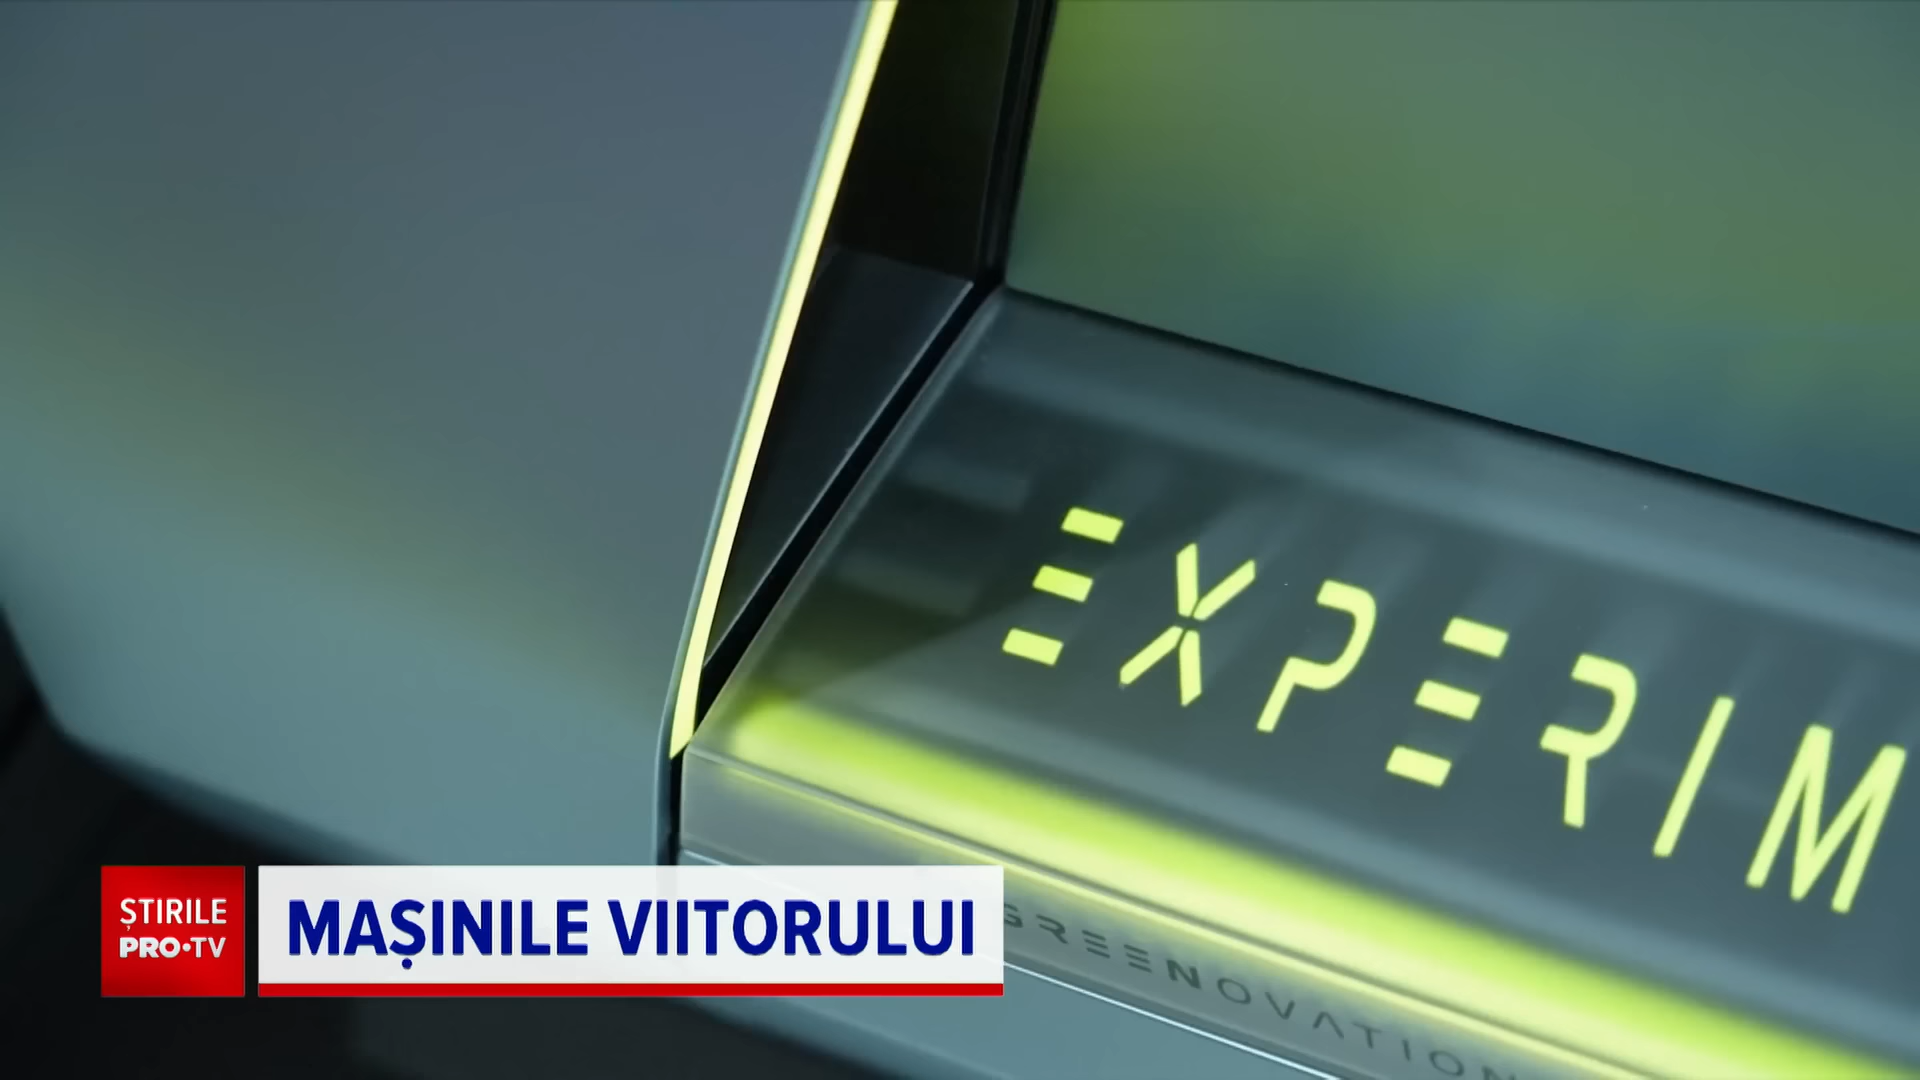 EXPERIM
GREENOVATION
ȘTIRILE
PRO•TV
MAȘINILE VIITORULUI